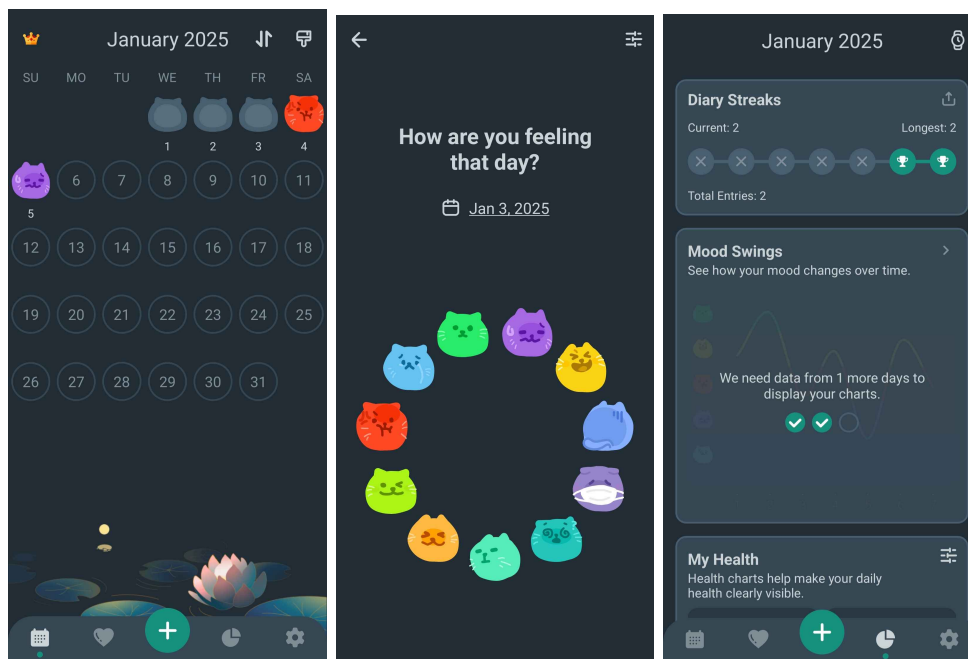 January 2025
SU MO TU WE TH FR SA
1 2 3 4
6 7 8 9 10 11
5
12 13 14 15 16 17 18
19 20 21 22 23 24 25
26 27 28 29 30 31
How are you feeling
that day?
Jan 3, 2025
January 2025
Diary Streaks
Current: 2 Longest: 2
Total Entries: 2
Mood Swings
See how your mood changes over time.
We need data from 1 more days to
display your charts.
My Health
Health charts help make your daily
health clearly visible.